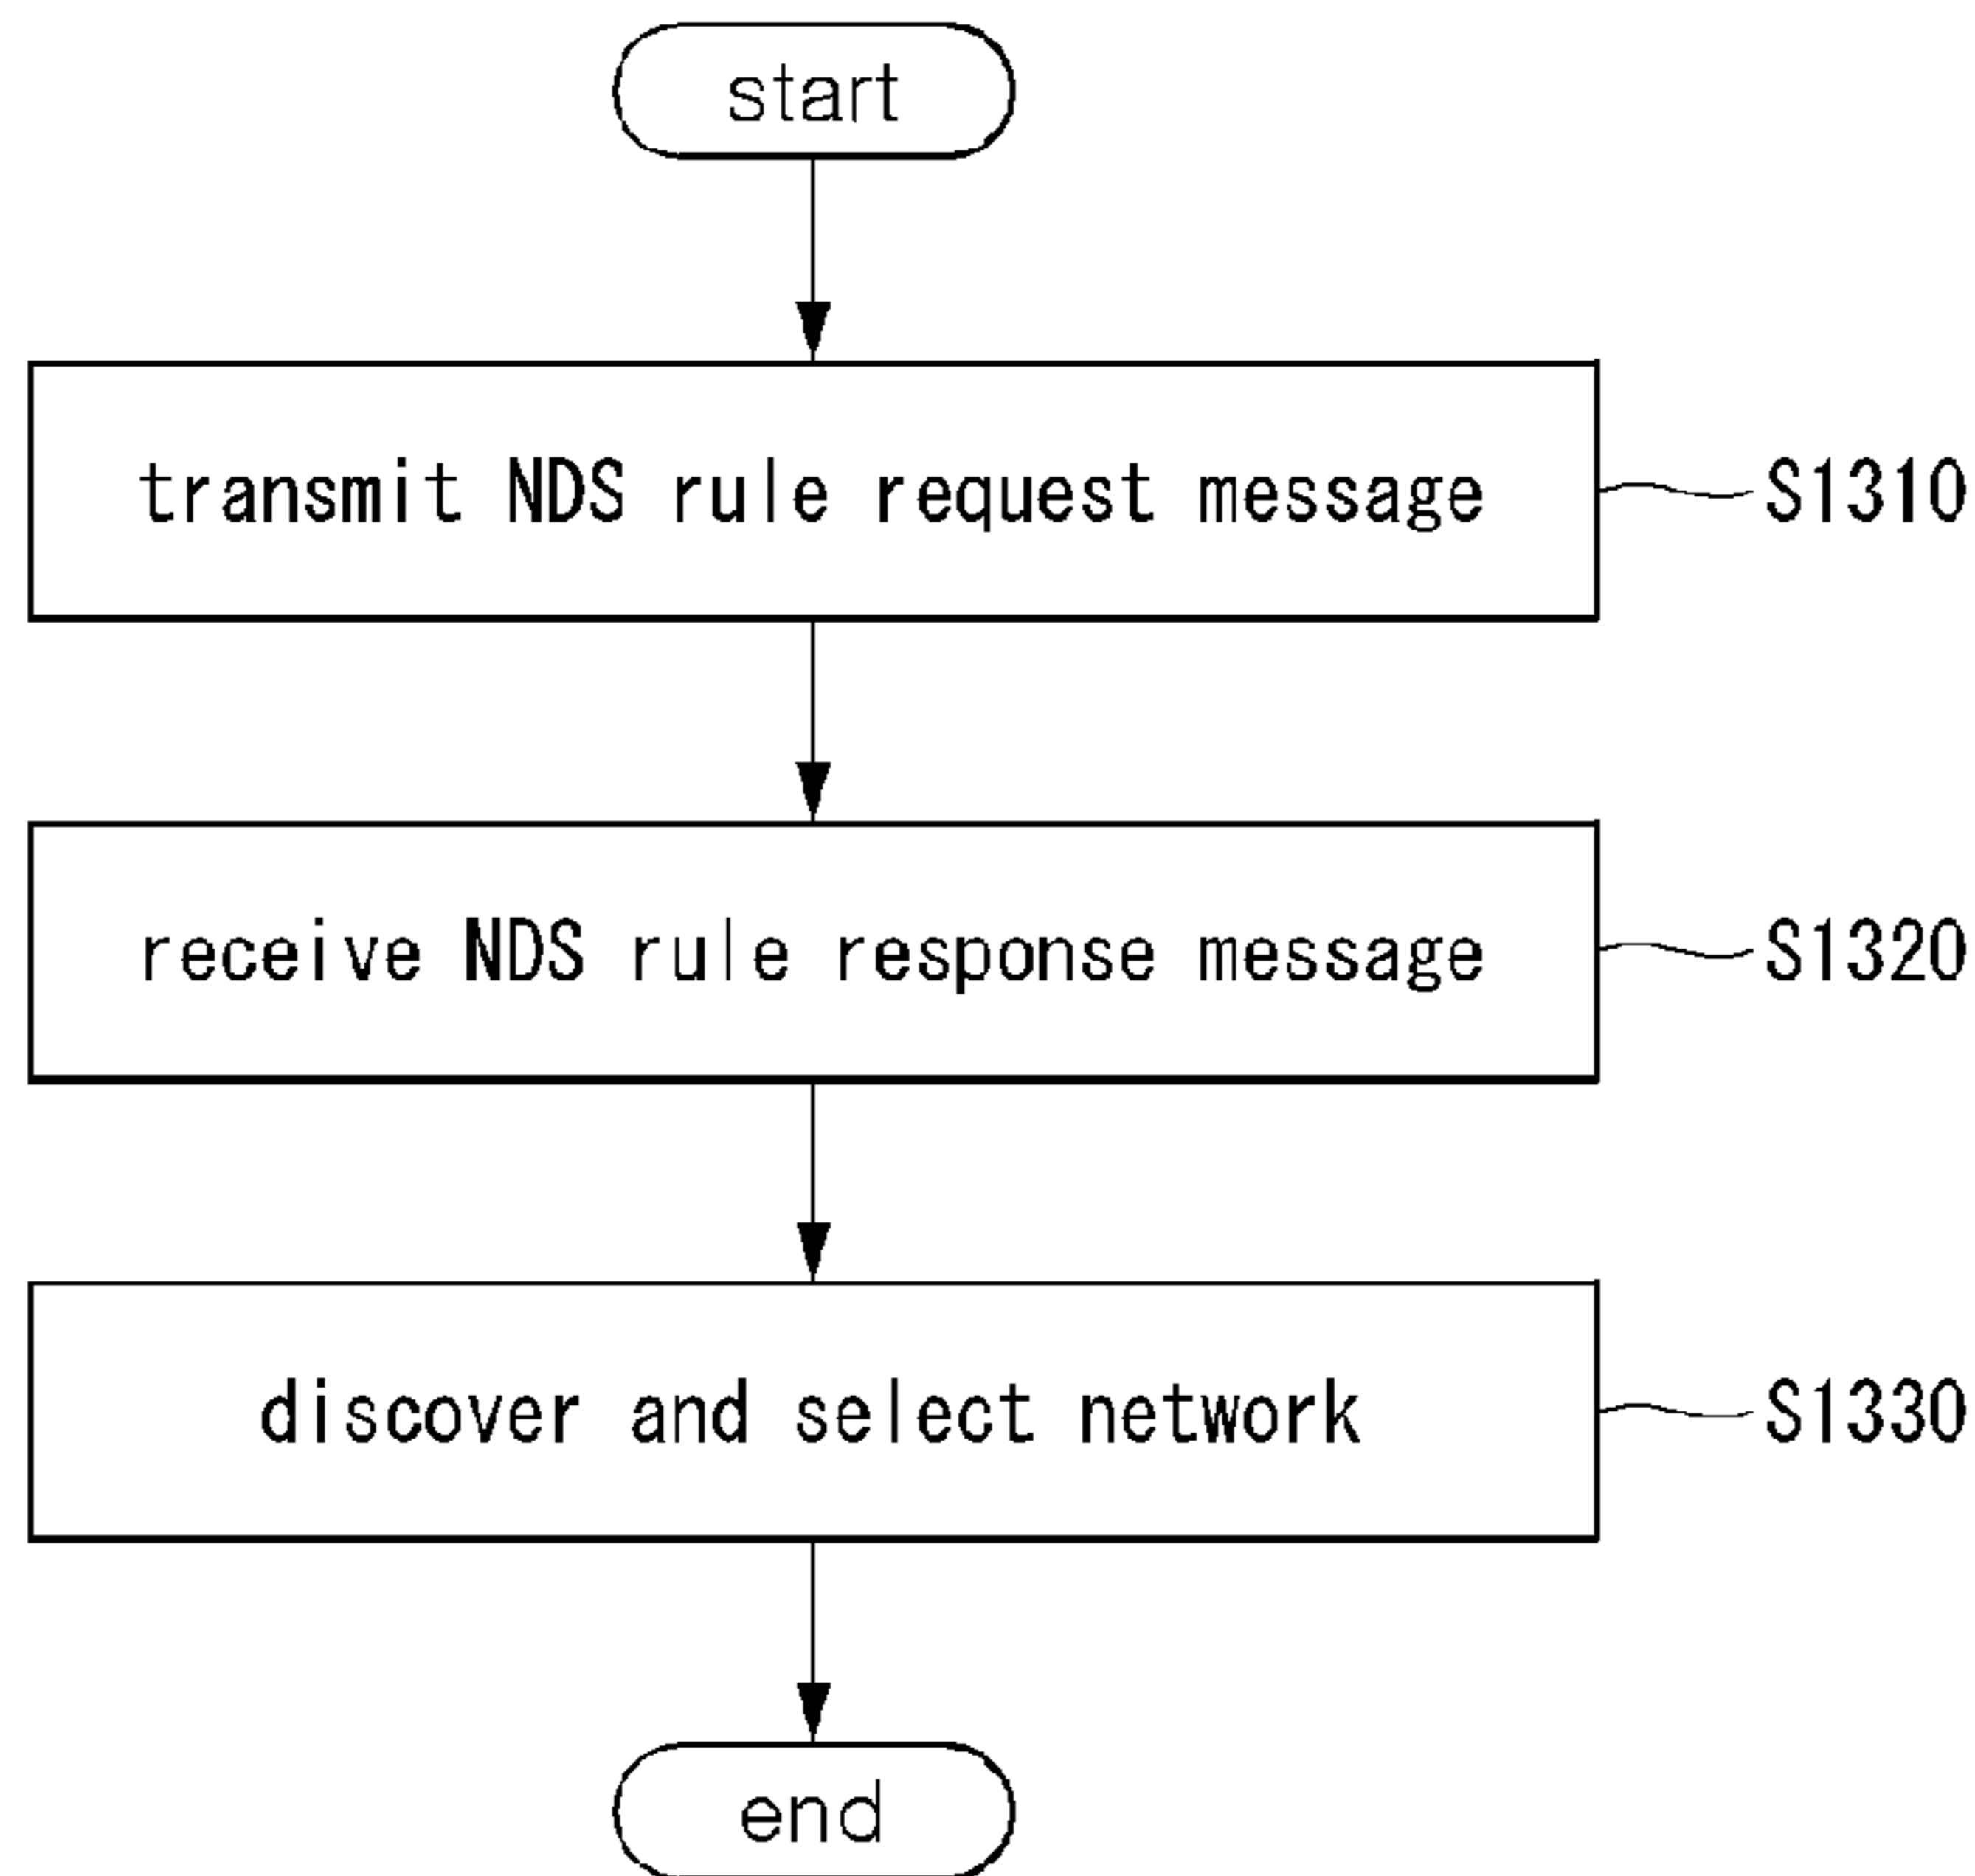 start
transmit NDS rule request message S1310
receive NDS rule response message S1320
discover and select network S1330
end